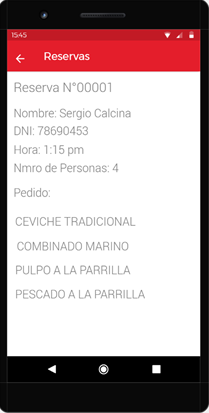 15:45
Reservas
Reserva N°00001
Nombre: Sergio Calcina
DNI: 78690453
Hora: 1:15 pm
Nmro de Personas: 4
Pedido:
CEVICHE TRADICIONAL
COMBINADO MARINO
PULPO A LA PARRILLA
PESCADO A LA PARRILLA